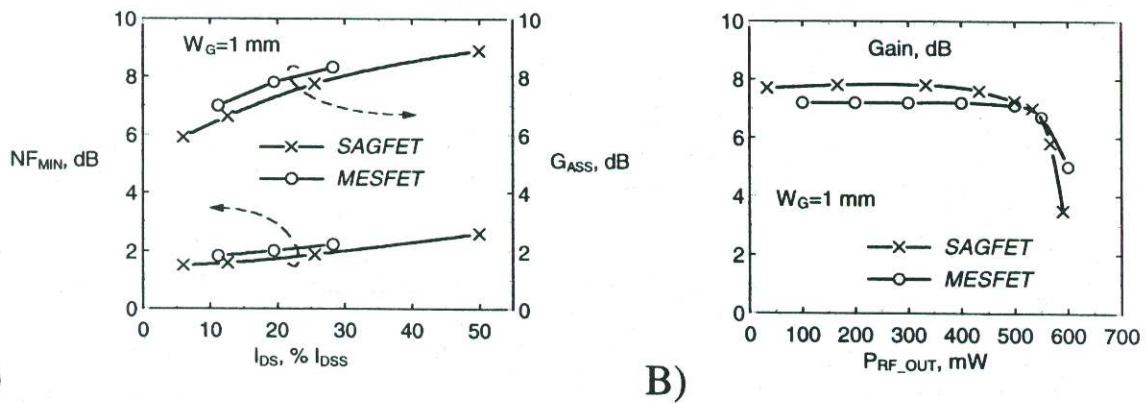 10
8
6
4
2
0
NF_MIN, dB
W_G=1 mm
SAGFET
MESFET
10
8
6
4
2
0
G_ASS, dB
0 10 20 30 40 50
I_DS, % I_DSS
B)
10
8
6
4
2
0
Gain, dB
W_G=1 mm
SAGFET
MESFET
0 100 200 300 400 500 600 700
P_RF_OUT, mW